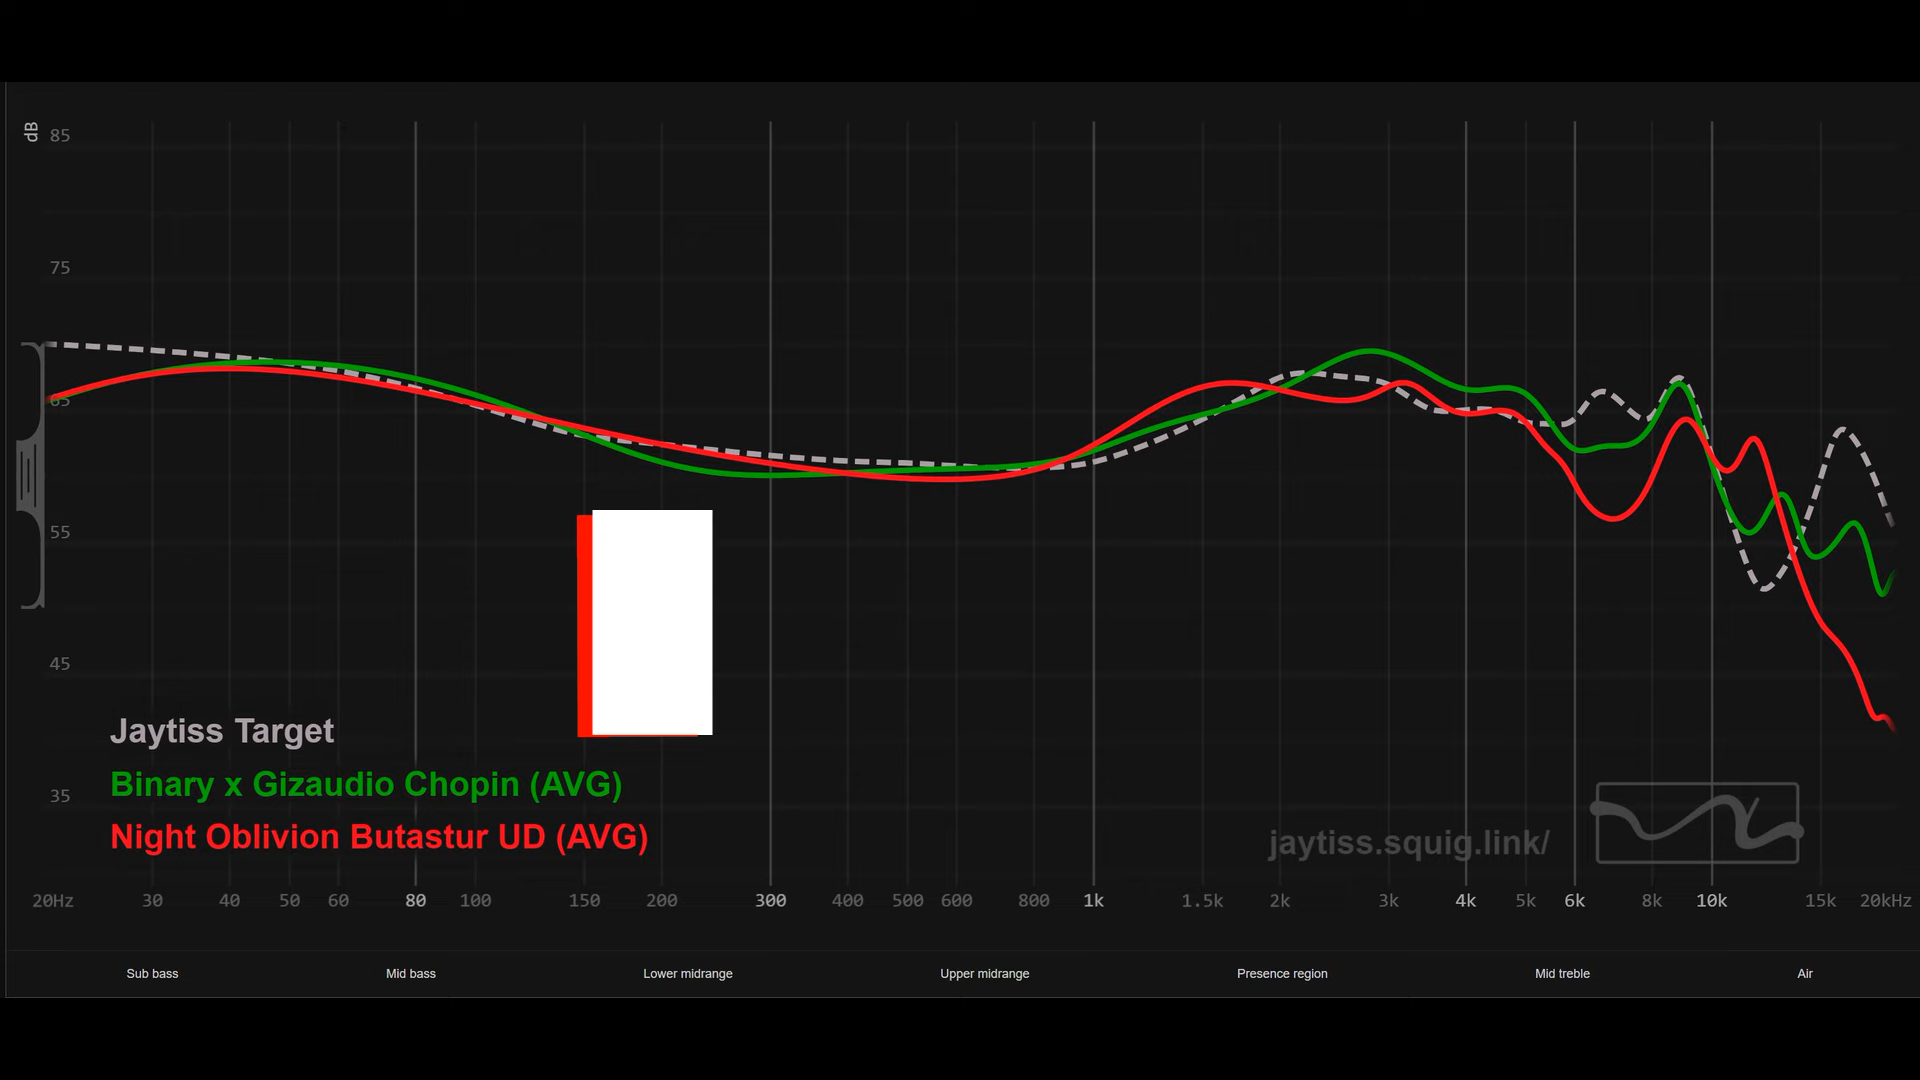 dB
85
75
65
55
45
35
Jaytiss Target
Binary x Gizaudio Chopin (AVG)
Night Oblivion Butastur UD (AVG)
jaytiss.squig.link/
20Hz 30 40 50 60 80 100 150 200 300 400 500 600 800 1k 1.5k 2k 3k 4k 5k 6k 8k 10k 15k 20kHz
Sub bass Mid bass Lower midrange Upper midrange Presence region Mid treble Air